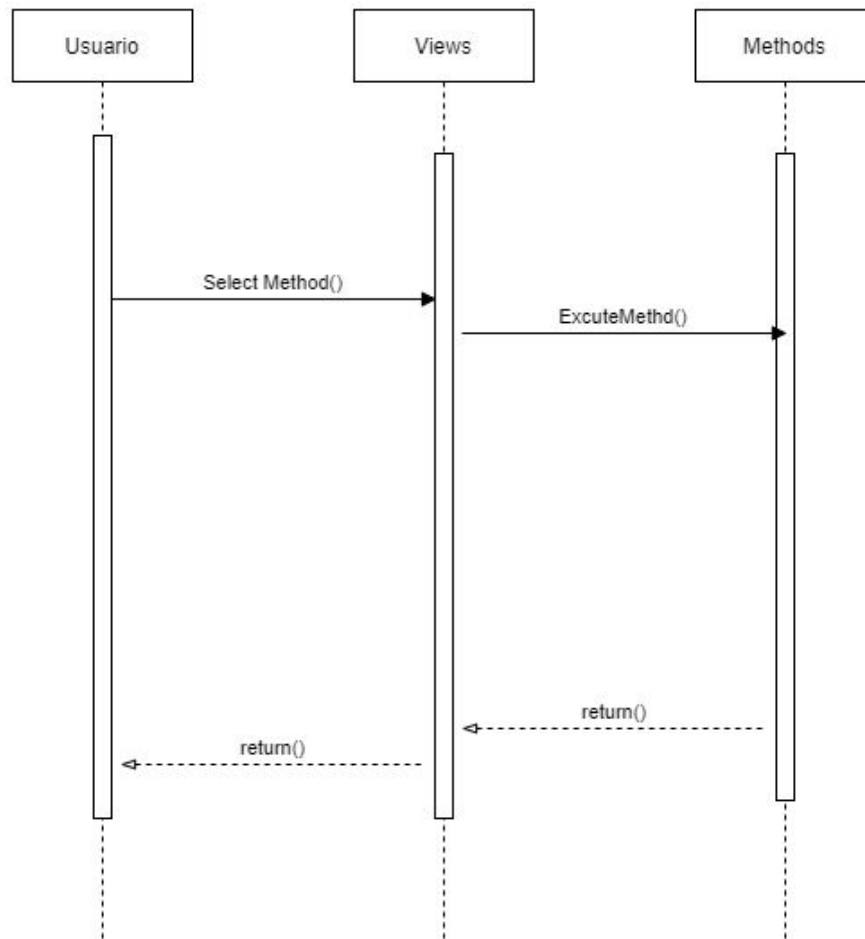 Usuario
Views
Methods
Select Method()
ExcuteMethd()
return()
return()